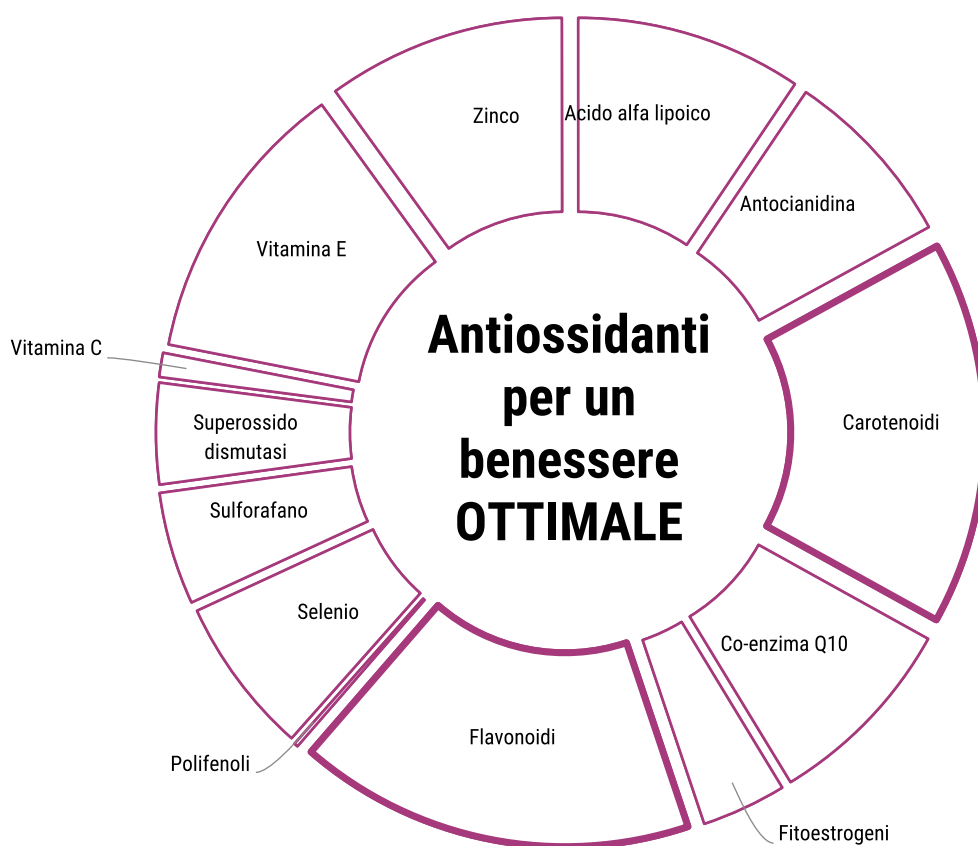 Antiossidanti
per un
benessere
OTTIMALE
Acido alfa lipoico
Antocianidina
Carotenoidi
Co-enzima Q10
Fitoestrogeni
Flavonoidi
Polifenoli
Selenio
Sulforafano
Superossido
dismutasi
Vitamina C
Vitamina E
Zinco